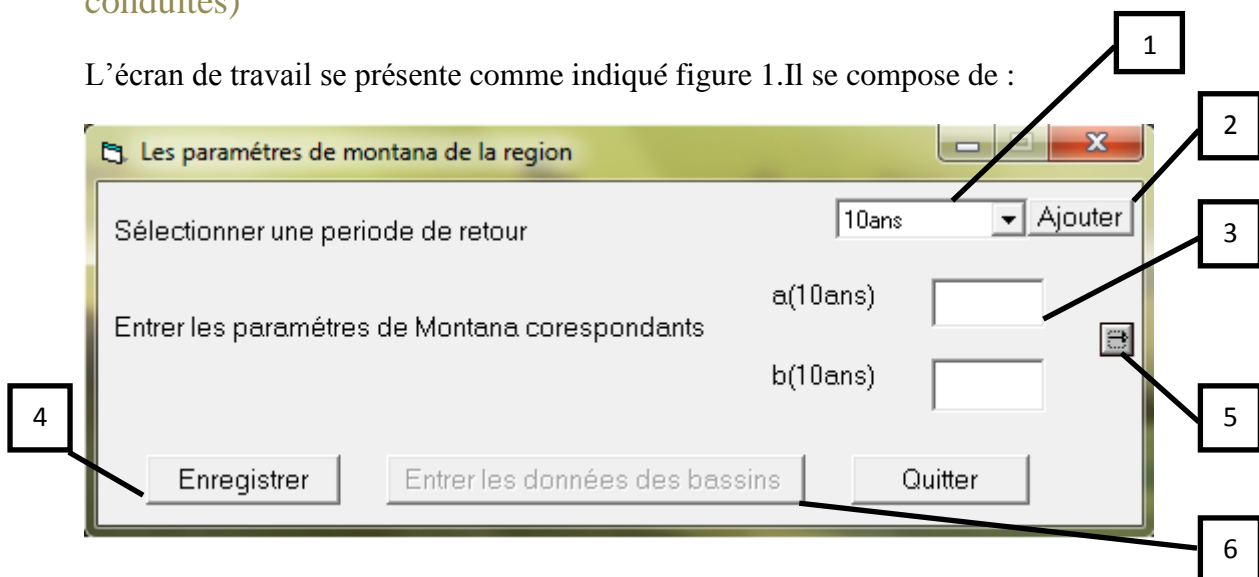 conduites)
1
L’écran de travail se présente comme indiqué figure 1.Il se compose de :
2
Les paramétres de montana de la region
Sélectionner une periode de retour
10ans
Ajouter
3
a(10ans)
Entrer les paramétres de Montana corespondants
b(10ans)
4
5
Enregistrer
Entrer les données des bassins
Quitter
6